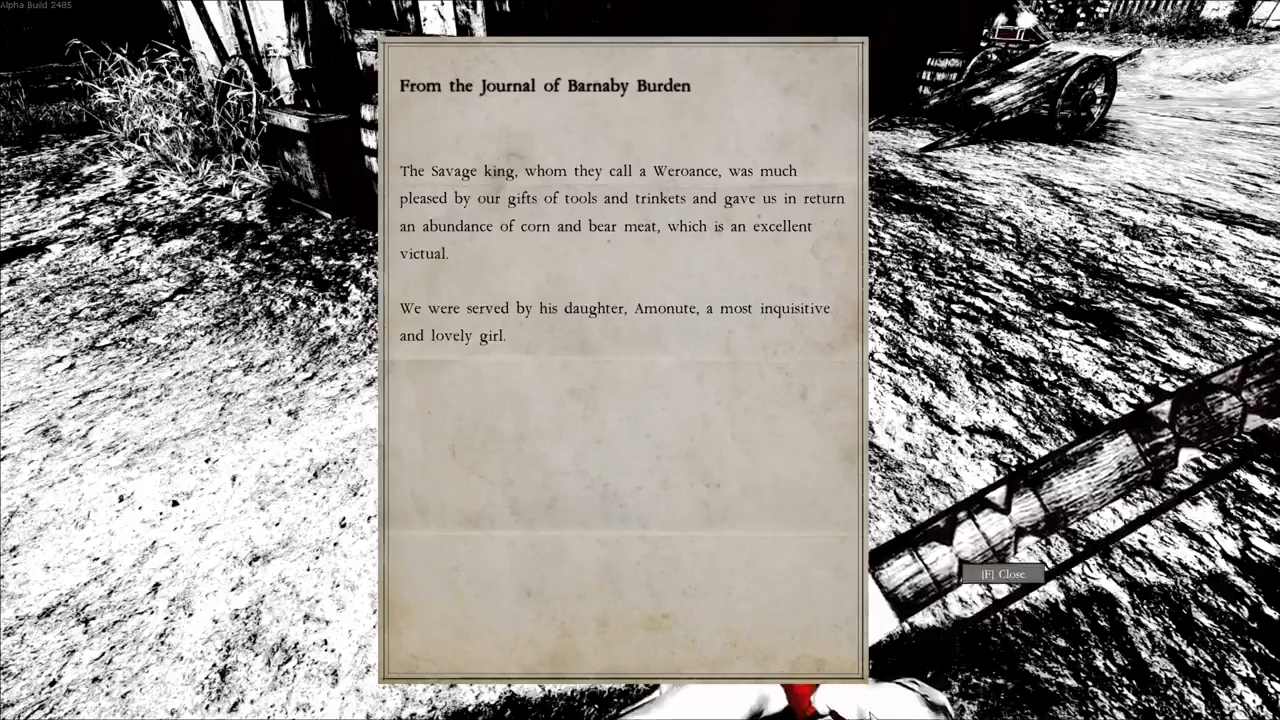 Alpha Build 2485
From the Journal of Barnaby Burden
The Savage king, whom they call a Weroance, was much
pleased by our gifts of tools and trinkets and gave us in return
an abundance of corn and bear meat, which is an excellent
victual.
We were served by his daughter, Amonute, a most inquisitive
and lovely girl.
[F] Close